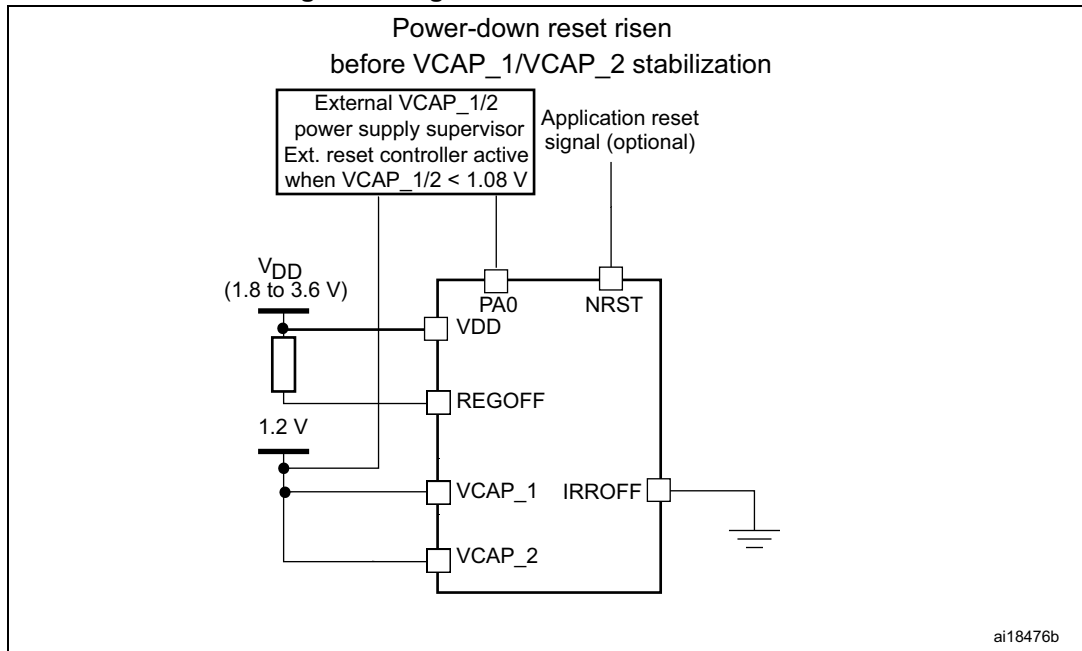 Power-down reset risen
before VCAP_1/VCAP_2 stabilization
External VCAP_1/2
power supply supervisor
Ext. reset controller active
when VCAP_1/2 < 1.08 V
Application reset
signal (optional)
VDD
(1.8 to 3.6 V)
PA0
NRST
VDD
REGOFF
1.2 V
VCAP_1
IRROFF
VCAP_2
ai18476b